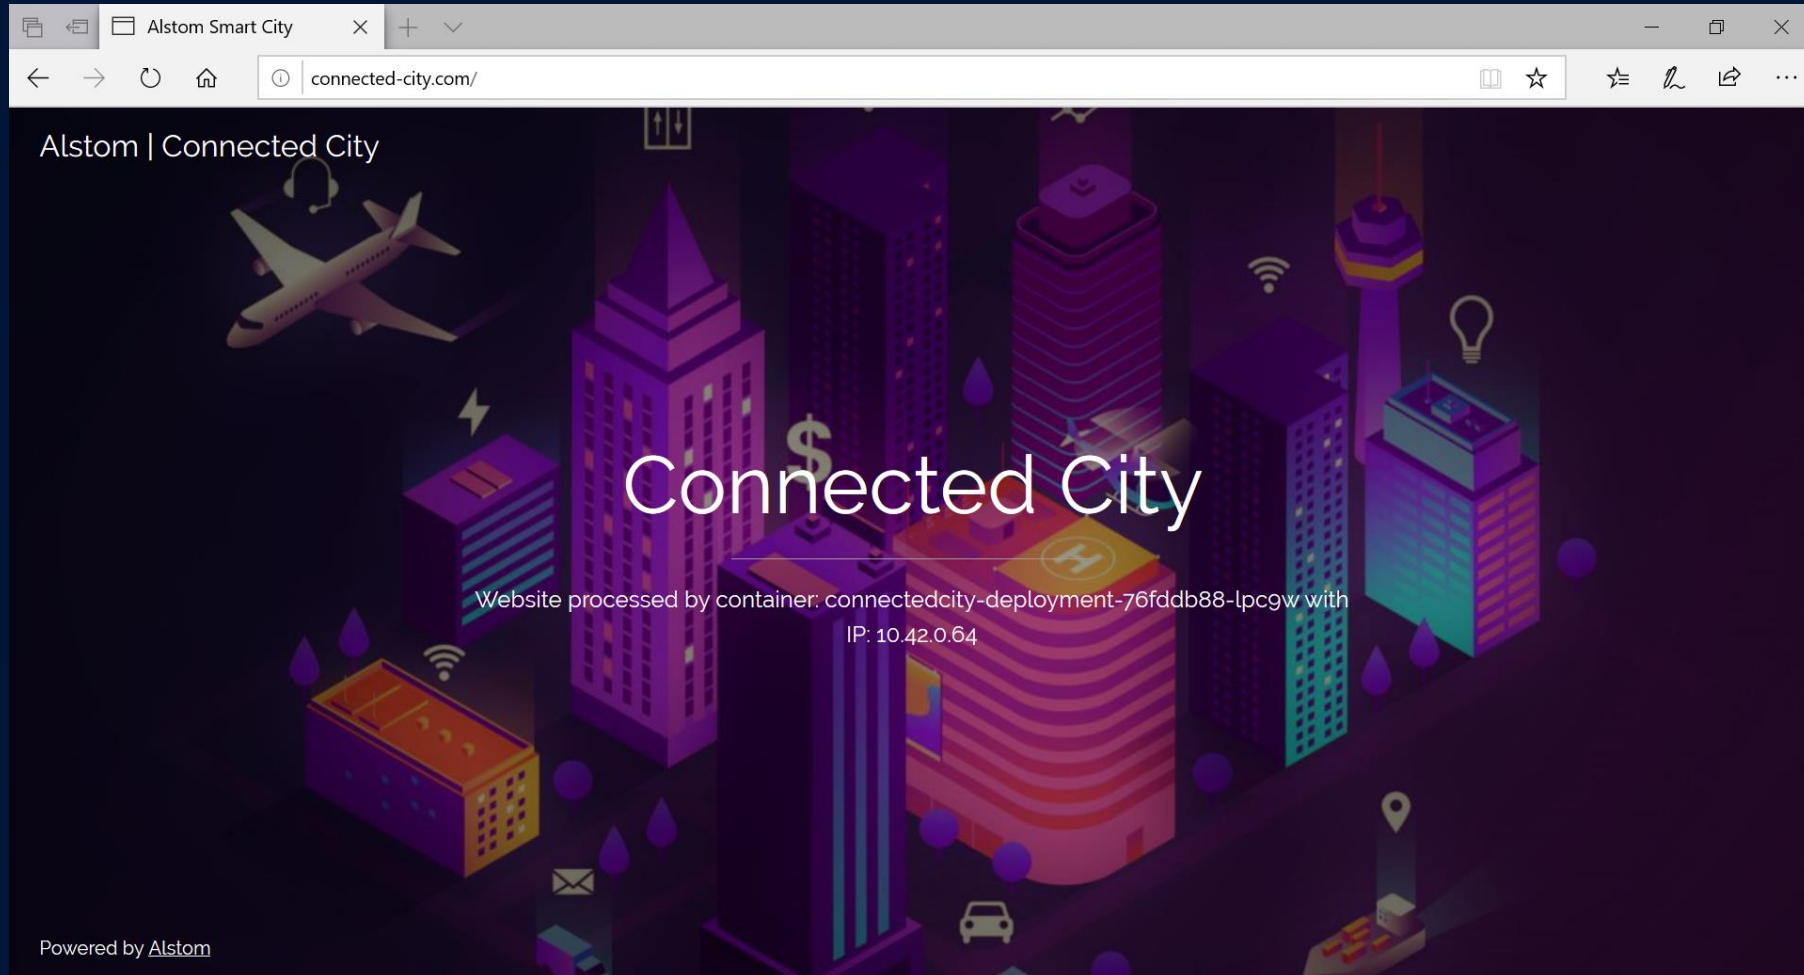 Alstom Smart City
connected-city.com/
Alstom | Connected City
$
Connected City
H
Website processed by container: connectedcity-deployment-76fddb88-lpc9w with
IP: 10.42.0.64
Powered by Alstom